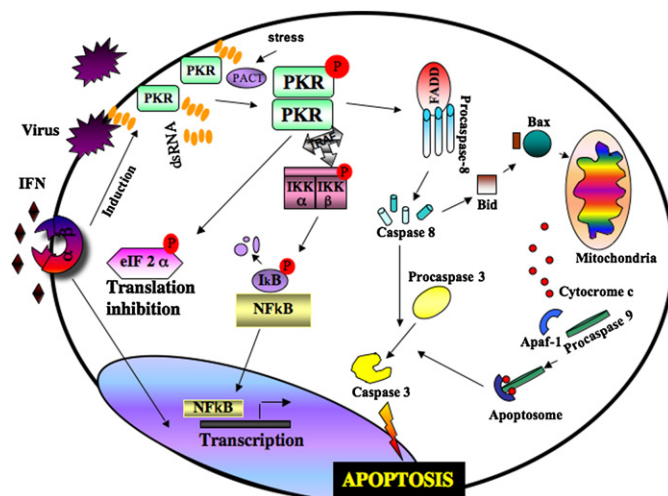 stress
PKR
PACT
P
PKR
PKR
PKR
FADD
Procaspase-8
Virus
dsRNA
TRAF
P
IKK
α
IKK
β
Bax
IFN
Induction
α
β
Caspase 8
Bid
Mitochondria
P
eIF 2 α
Translation
inhibition
P
IκB
NFkB
Procaspase 3
Cytocrome c
Apaf-1
Procaspase 9
Caspase 3
Apoptosome
NFkB
Transcription
APOPTOSIS